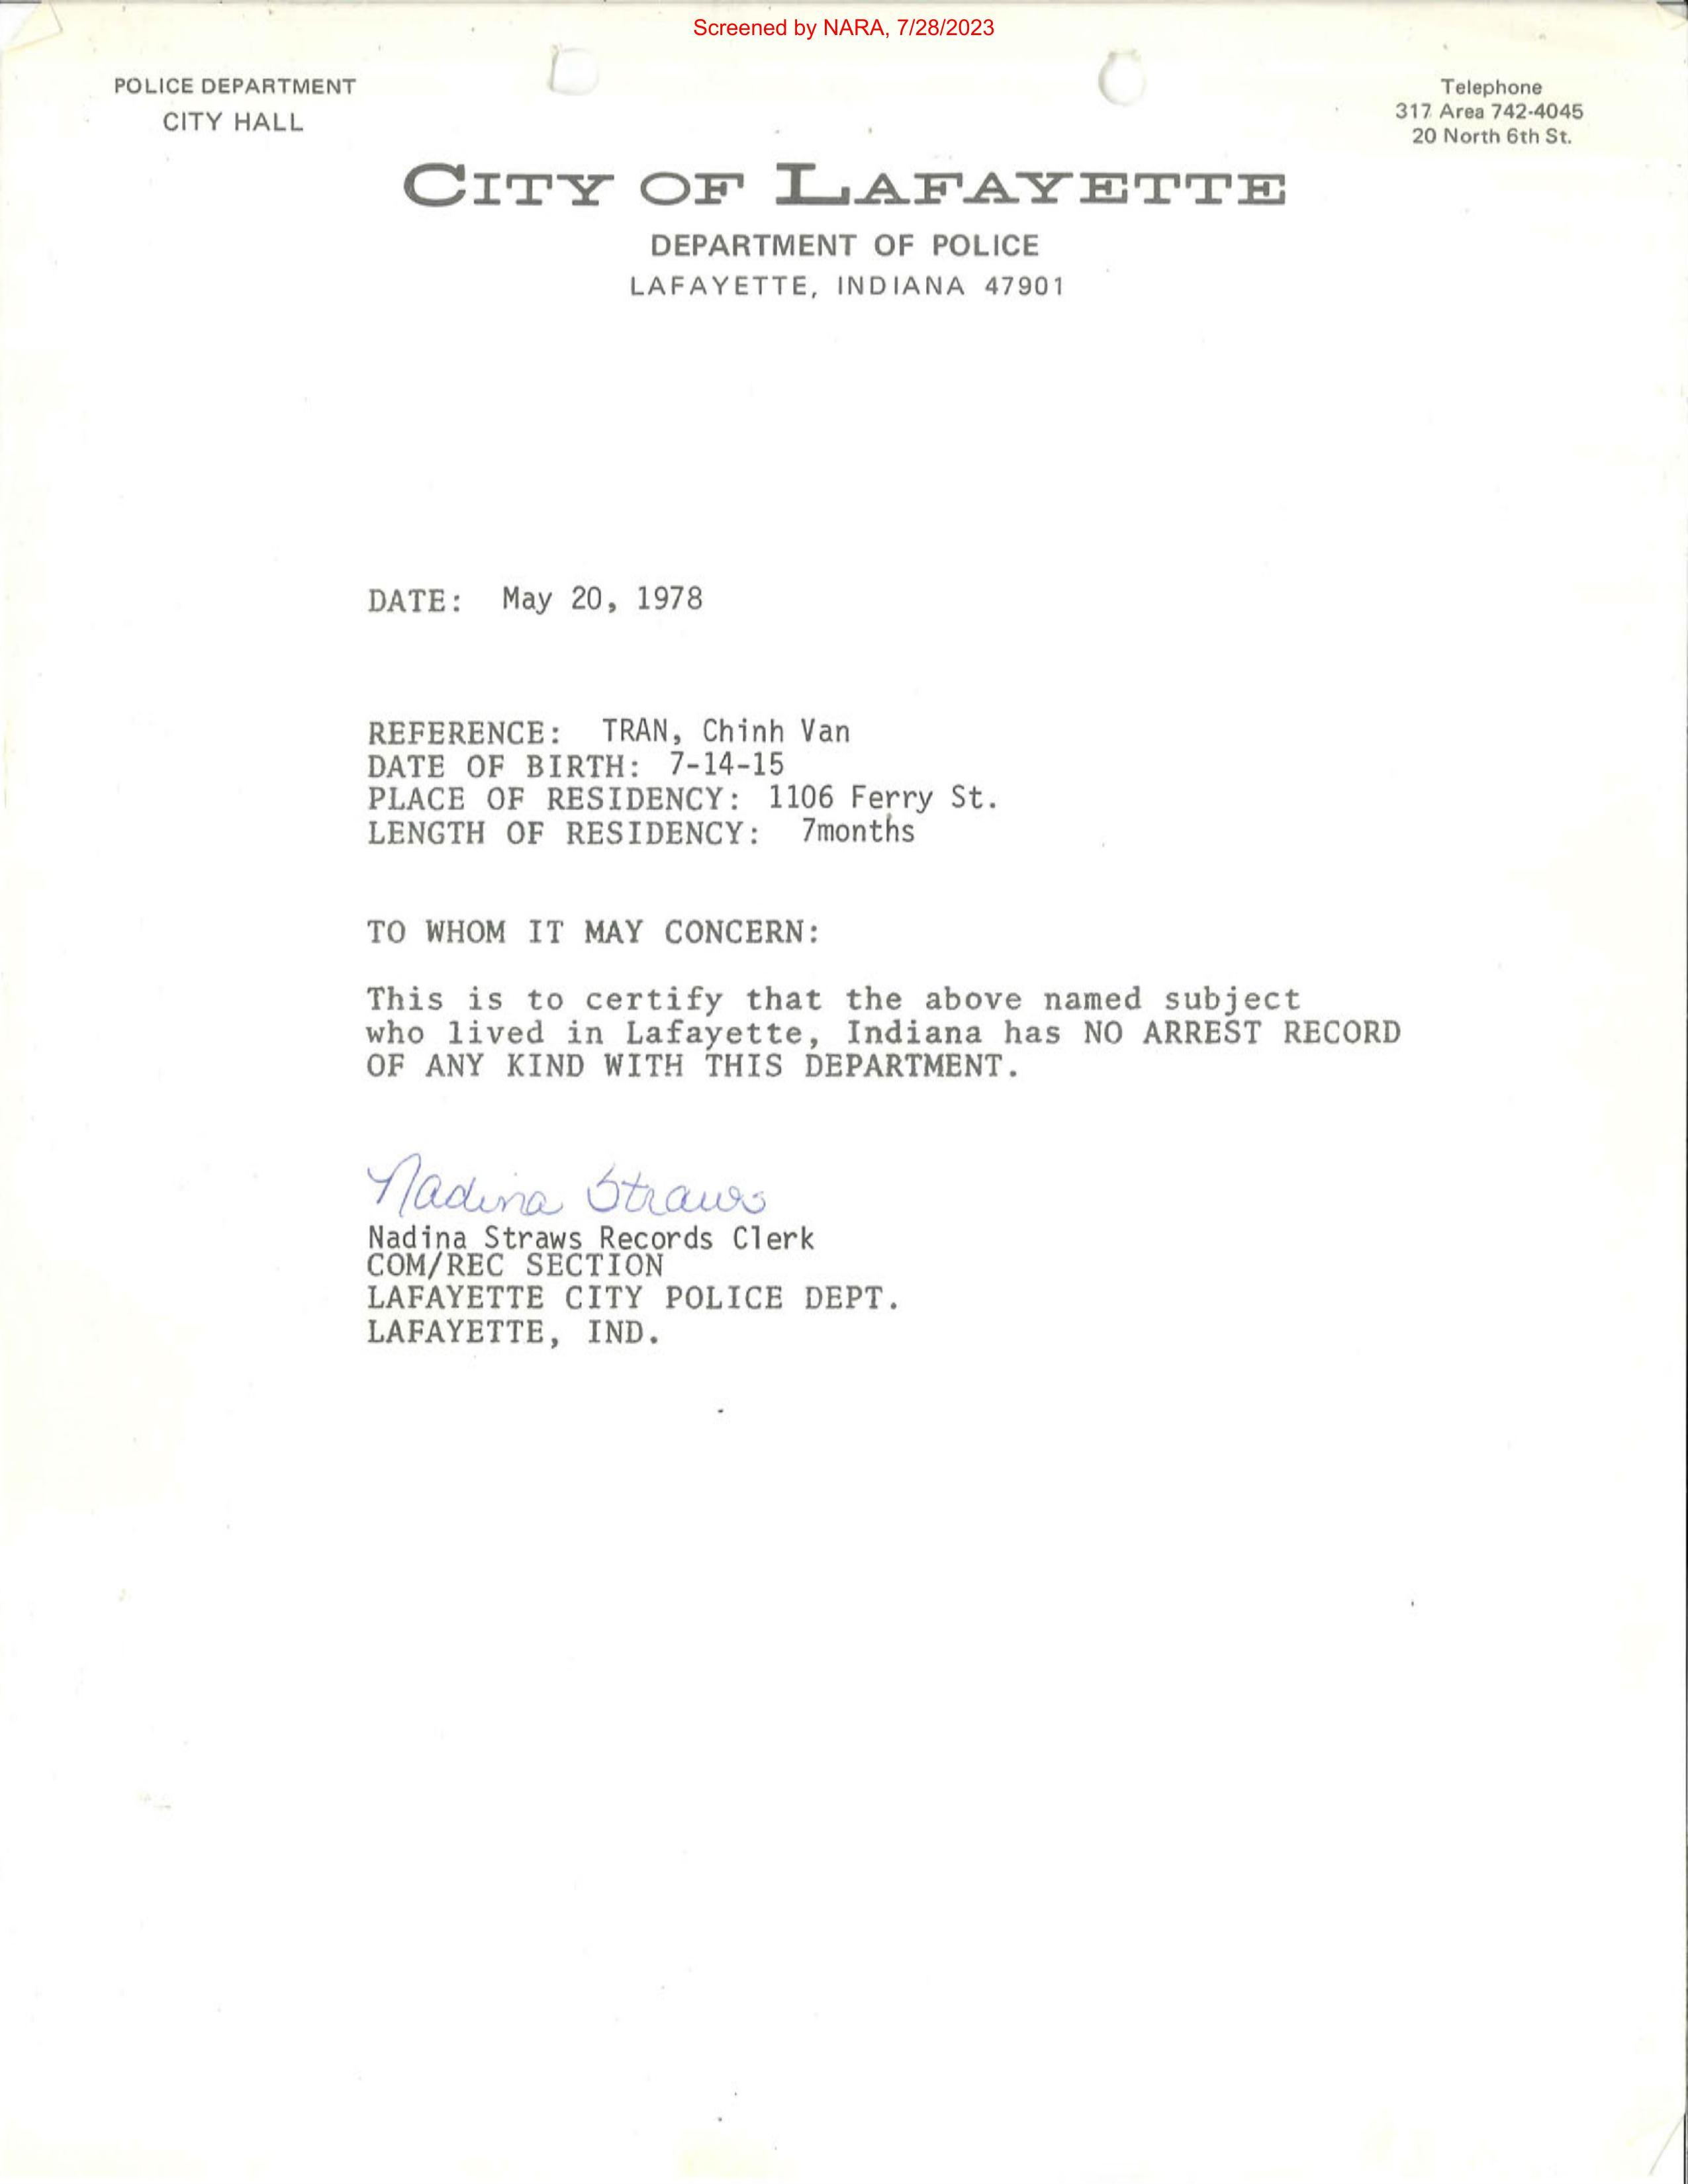 Screened by NARA, 7/28/2023
POLICE DEPARTMENT
CITY HALL
Telephone
317 Area 742-4045
20 North 6th St.
CITY OF LAFAYETTE
DEPARTMENT OF POLICE
LAFAYETTE, INDIANA 47901
DATE: May 20, 1978
REFERENCE: TRAN, Chinh Van
DATE OF BIRTH: 7-14-15
PLACE OF RESIDENCY: 1106 Ferry St.
LENGTH OF RESIDENCY: 7months
TO WHOM IT MAY CONCERN:
This is to certify that the above named subject
who lived in Lafayette, Indiana has NO ARREST RECORD
OF ANY KIND WITH THIS DEPARTMENT.
Nadina Straws
Nadina Straws Records Clerk
COM/REC SECTION
LAFAYETTE CITY POLICE DEPT.
LAFAYETTE, IND.